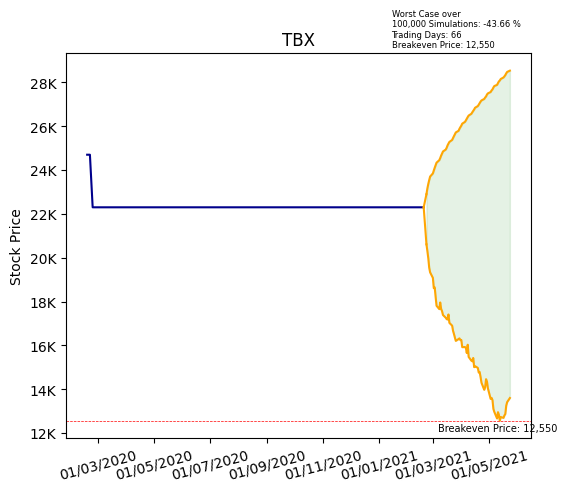 Worst Case over
100,000 Simulations: -43.66 %
Trading Days: 66
Breakeven Price: 12,550
TBX
Stock Price
28K
26K
24K
22K
20K
18K
16K
14K
12K
Breakeven Price: 12,550
01/03/2020 01/05/2020 01/07/2020 01/09/2020 01/11/2020 01/01/2021 01/03/2021 01/05/2021